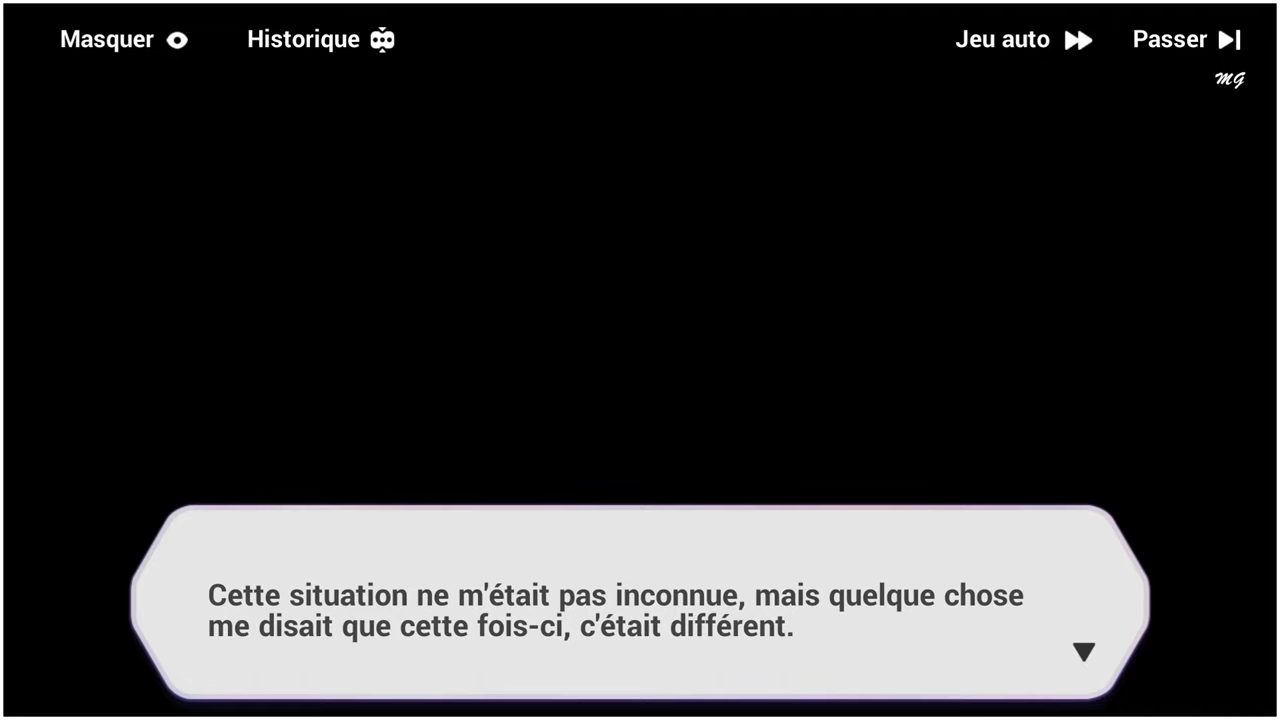 Masquer
Historique
Jeu auto
Passer
MG
Cette situation ne m'était pas inconnue, mais quelque chose
me disait que cette fois-ci, c'était différent.